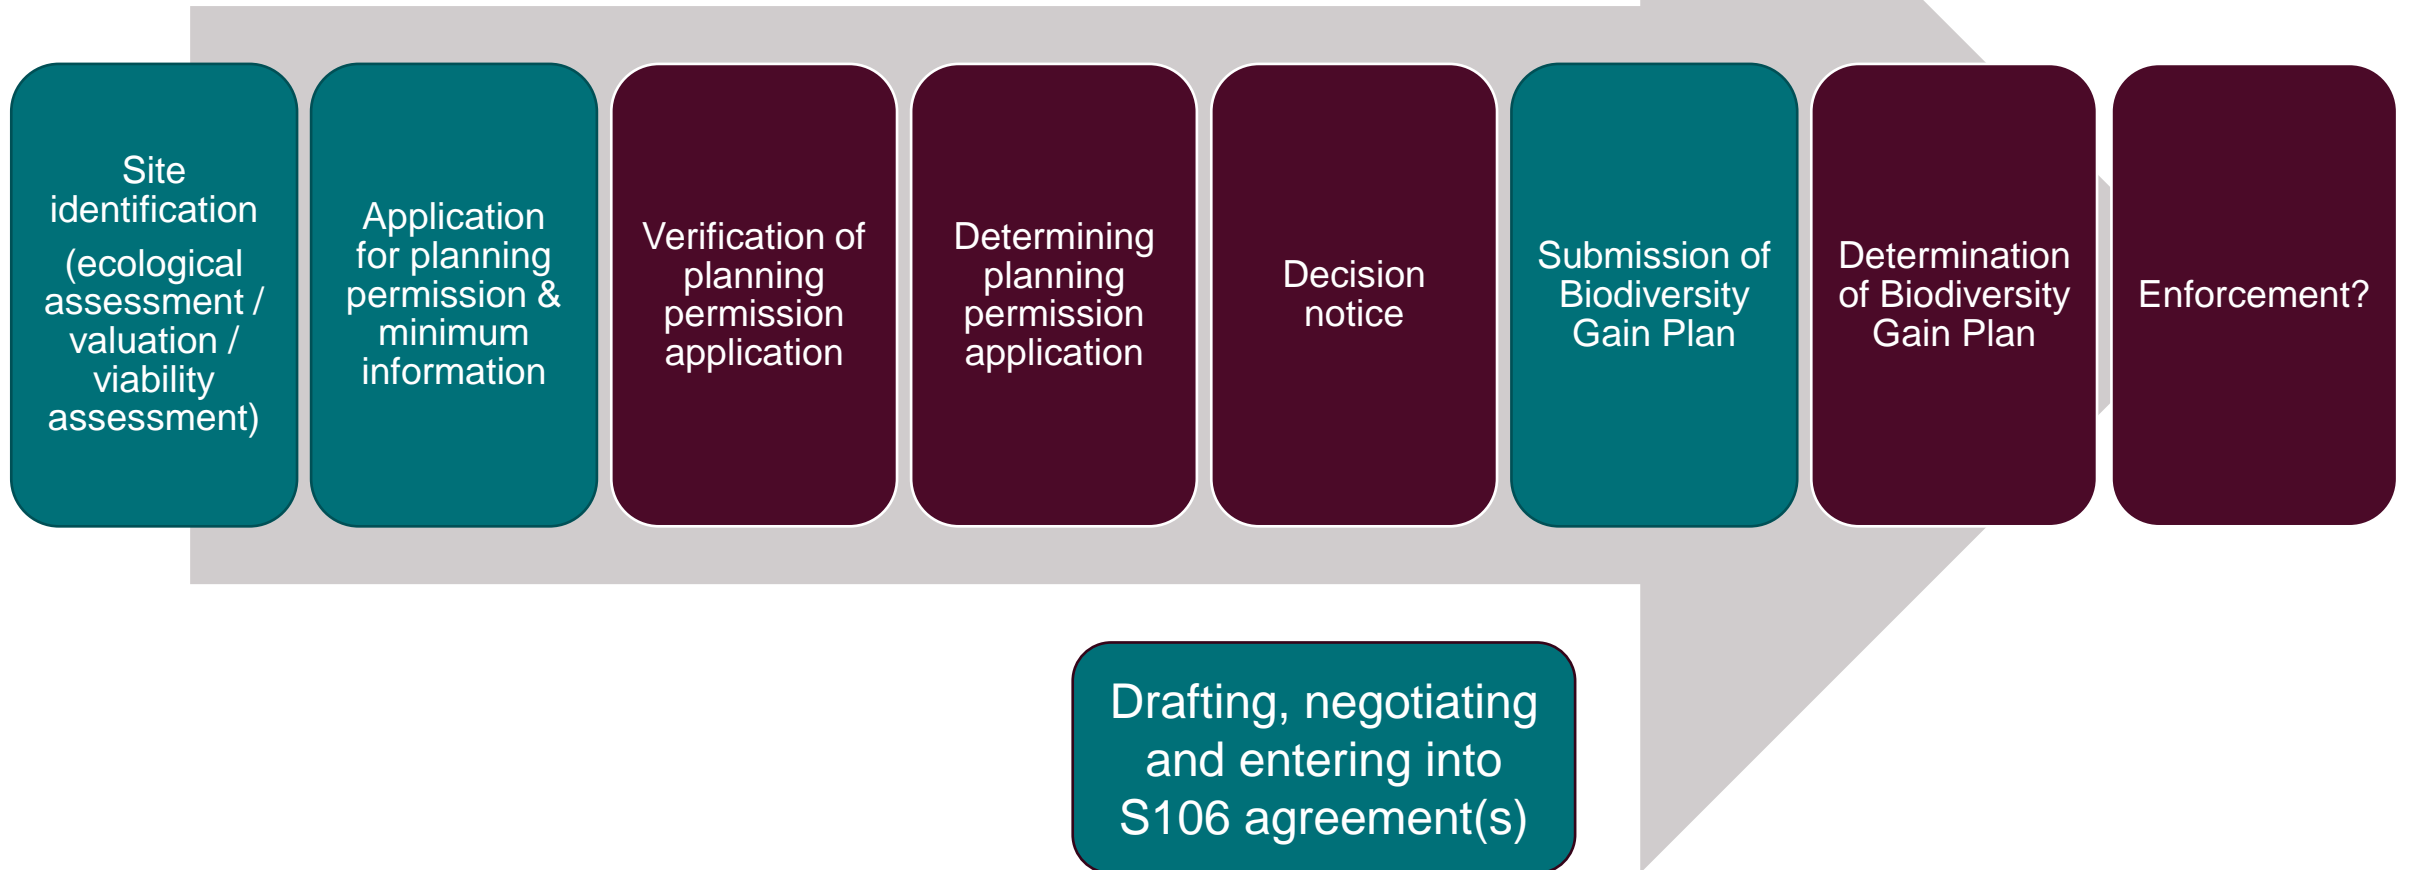 Site
identification
(ecological
assessment /
valuation /
viability
assessment)
Application
for planning
permission &
minimum
information
Verification of
planning
permission
application
Determining
planning
permission
application
Decision
notice
Submission of
Biodiversity
Gain Plan
Determination
of Biodiversity
Gain Plan
Enforcement?
Drafting, negotiating
and entering into
S106 agreement(s)